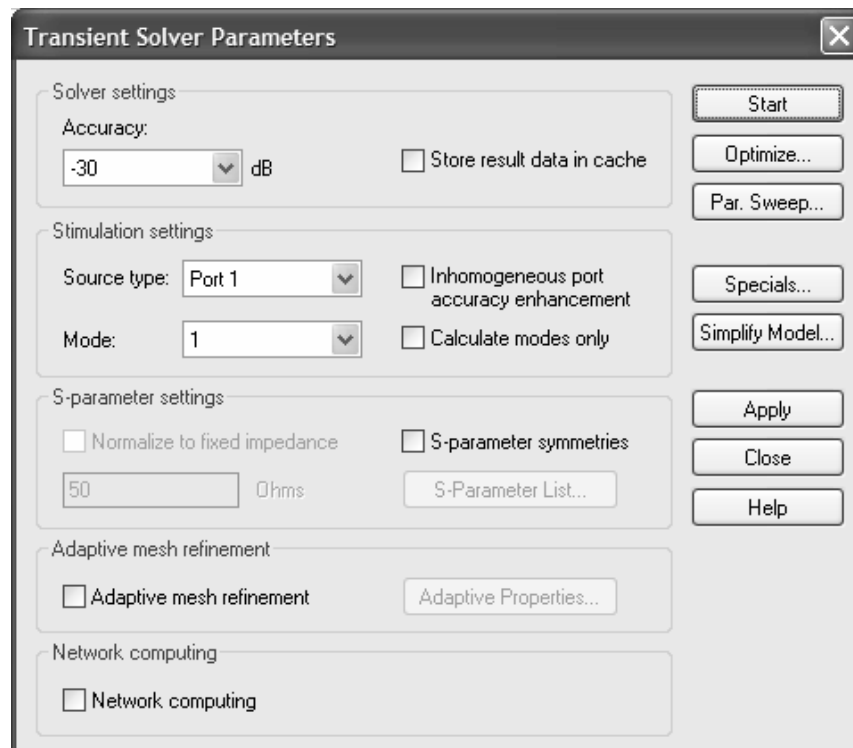 Transient Solver Parameters
Solver settings
Accuracy:
-30 dB
Store result data in cache
Stimulation settings
Source type: Port 1
Inhomogeneous port
accuracy enhancement
Mode: 1
Calculate modes only
S-parameter settings
Normalize to fixed impedance
S-parameter symmetries
50 Ohms
S-Parameter List...
Adaptive mesh refinement
Adaptive mesh refinement
Adaptive Properties...
Network computing
Network computing
Start
Optimize...
Par. Sweep...
Specials...
Simplify Model...
Apply
Close
Help